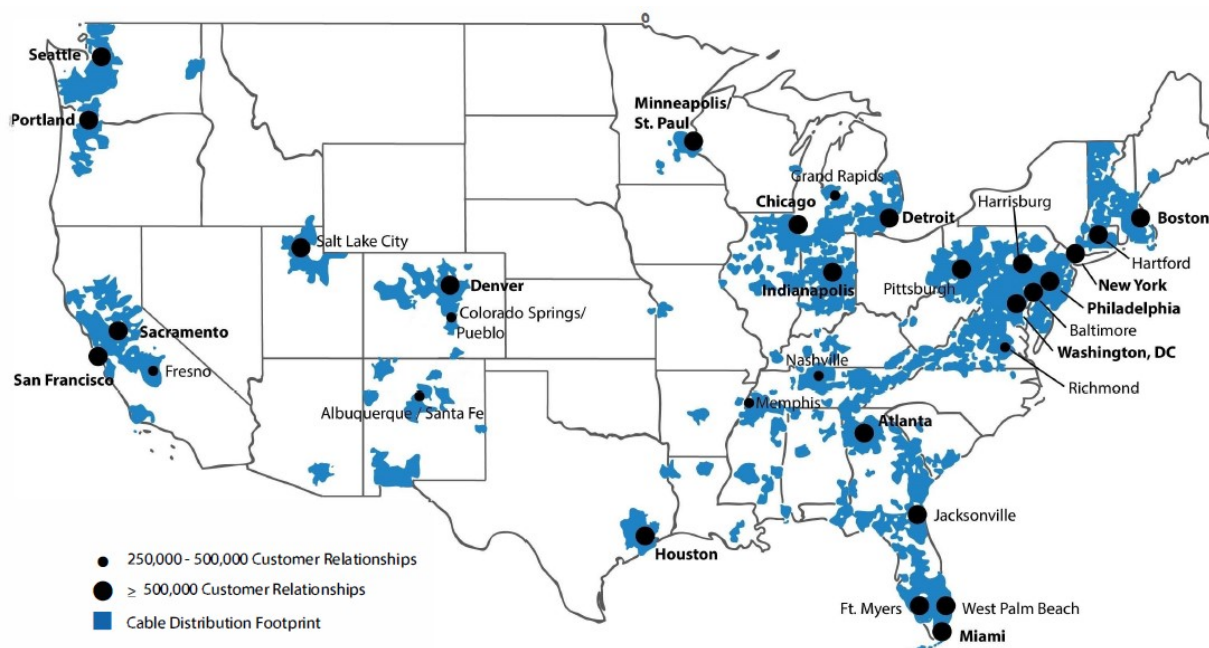 Seattle
Portland
Minneapolis/
St. Paul
Grand Rapids
Chicago
Detroit
Harrisburg
Boston
Salt Lake City
Hartford
Denver
Indianapolis
Pittsburgh
New York
Philadelphia
Colorado Springs/
Pueblo
Sacramento
Baltimore
Washington, DC
San Francisco
Fresno
Nashville
Richmond
Memphis
Albuquerque / Santa Fe
Atlanta
Jacksonville
Houston
250,000 - 500,000 Customer Relationships
≥ 500,000 Customer Relationships
Cable Distribution Footprint
Ft. Myers
West Palm Beach
Miami